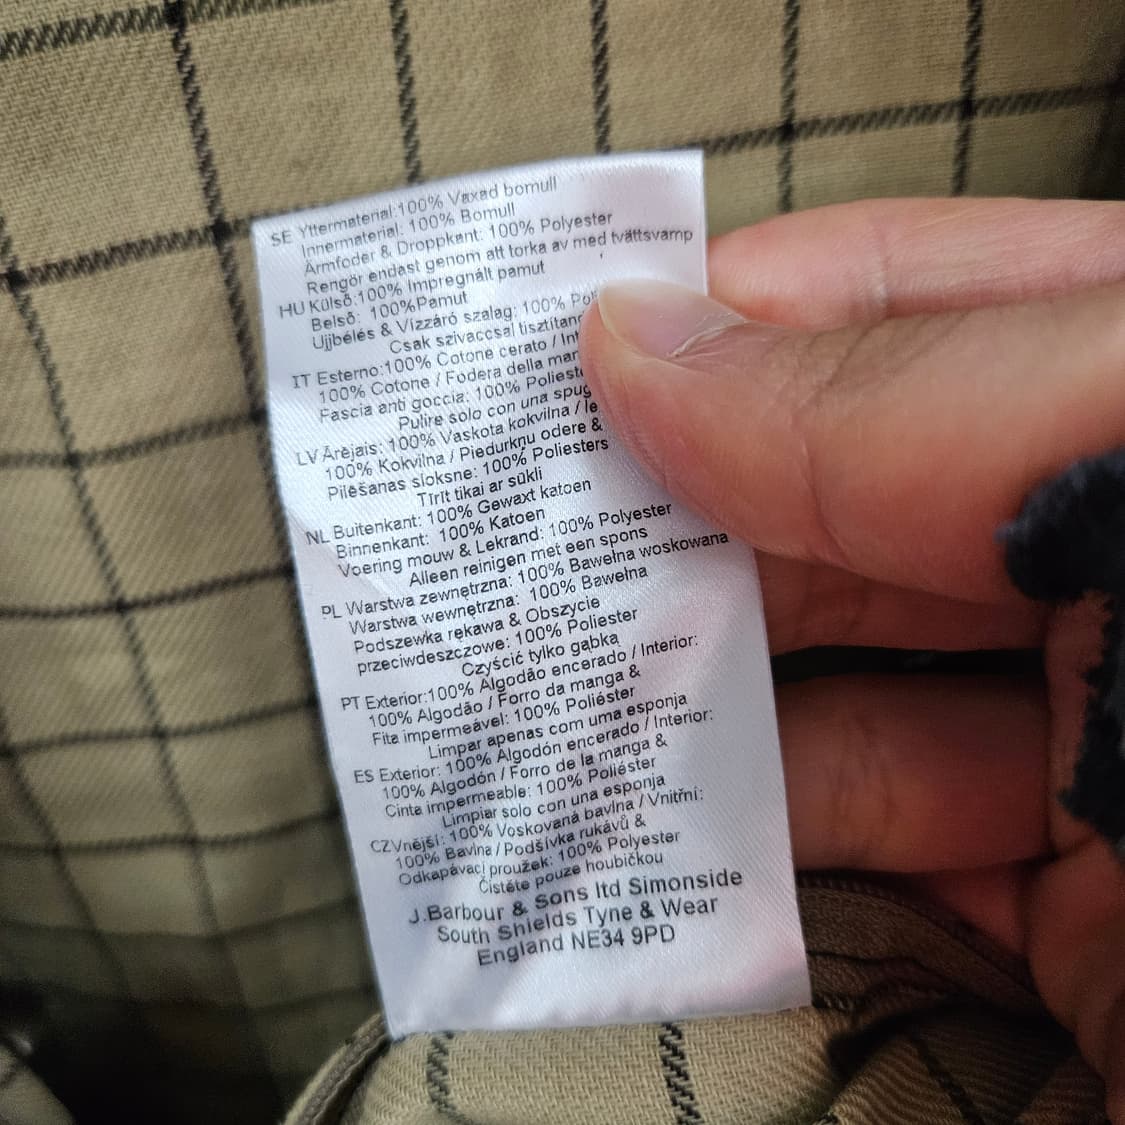 SE Yttermaterial:100% Vaxad bomull
Innermaterial: 100% Bomull
Ärmfoder & Droppkant: 100% Polyester
Rengör endast genom att torka av med tvättsvamp
HU Külső:100% Impregnált pamut
Belső: 100%Pamut
Ujjbélés & Vízzáró szalag: 100%
Csak szivaccsal
IT Esterno:100% Cotone cerato /
100% Cotone / Fodera della
Fascia anti goccia: 100%
Pulire solo con una
LV Ārējais: 100% Vaskota kokvilna /
100% Kokvilna / Piedurkņu odere &
Pilēšanas sloksne: 100% Poliesters
Tīrīt tikai ar sūkli
NL Buitenkant: 100% Gewaxt katoen
Binnenkant: 100% Katoen
Voering mouw & Lekrand: 100% Polyester
Alleen reinigen met een spons
PL Warstwa zewnętrzna: 100% Bawełna woskowana
Warstwa wewnętrzna: 100% Bawełna
Podszewka rękawa & Obszycie
przeciwdeszczowe: 100% Poliester
Czyścić tylko gąbką
PT Exterior:100% Algodão encerado / Interior:
100% Algodão / Forro da manga &
Fita impermeável: 100% Poliéster
Limpar apenas com uma esponja
ES Exterior: 100% Algodón encerado / Interior:
100% Algodón / Forro de la manga &
Cinta impermeable: 100% Poliéster
Limpiar solo con una esponja
CZVnější: 100% Voskovaná bavlna / Vnitřní:
100% Bavlna / Podšívka rukávů &
Odkapávací proužek: 100% Polyester
Čistěte pouze houbičkou
J.Barbour & Sons ltd Simonside
South Shields Tyne & Wear
England NE34 9PD